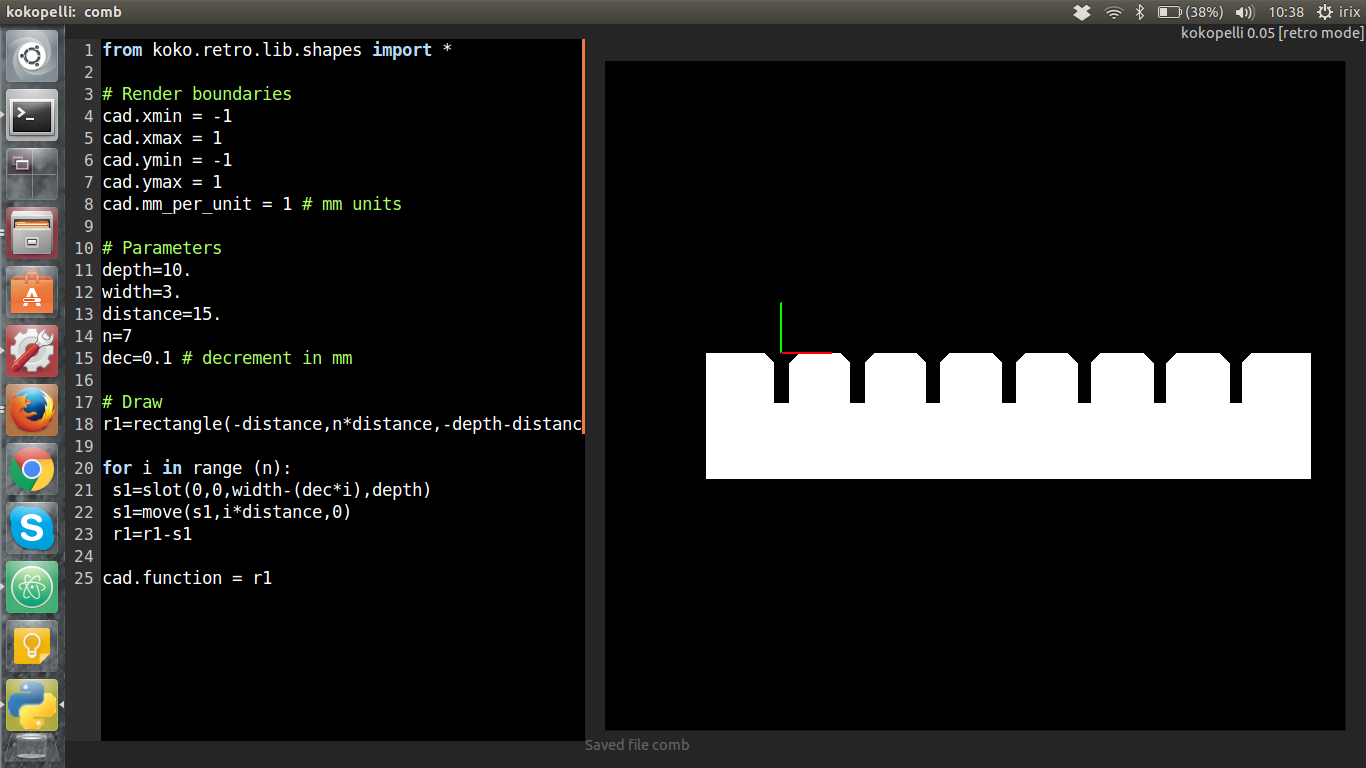 kokopelli: comb
(38%) 10:38 irix
kokopelli 0.05 [retro mode]
1 from koko.retro.lib.shapes import *
2
3 # Render boundaries
4 cad.xmin = -1
5 cad.xmax = 1
6 cad.ymin = -1
7 cad.ymax = 1
8 cad.mm_per_unit = 1 # mm units
9
10 # Parameters
11 depth=10.
12 width=3.
13 distance=15.
14 n=7
15 dec=0.1 # decrement in mm
16
17 # Draw
18 r1=rectangle(-distance,n*distance,-depth-distanc
19
20 for i in range (n):
21  s1=slot(0,0,width-(dec*i),depth)
22  s1=move(s1,i*distance,0)
23  r1=r1-s1
24
25 cad.function = r1
Saved file comb